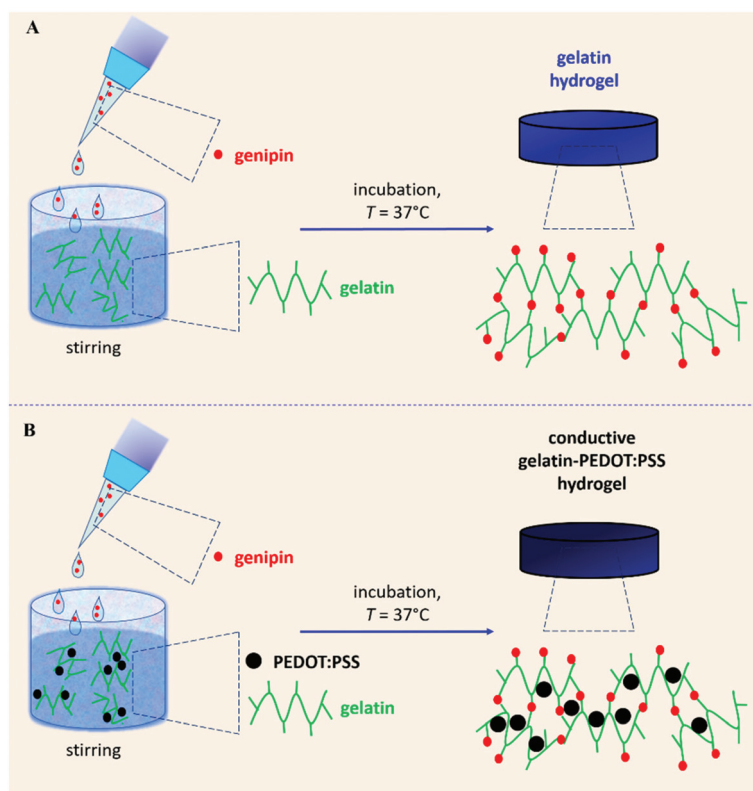 A
gelatin
hydrogel
genipin
incubation,
T = 37°C
gelatin
stirring
B
conductive
gelatin-PEDOT:PSS
hydrogel
genipin
incubation,
T = 37°C
PEDOT:PSS
gelatin
stirring